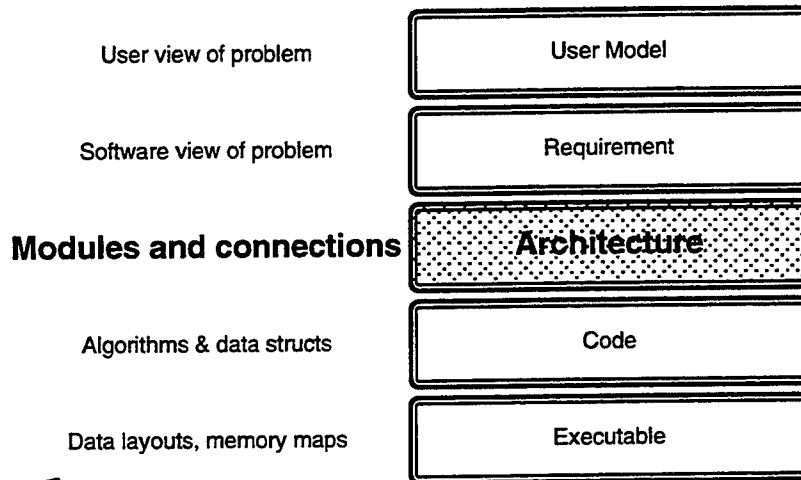 User view of problem
User Model
Software view of problem
Requirement
Modules and connections
Architecture
Algorithms & data structs
Code
Data layouts, memory maps
Executable